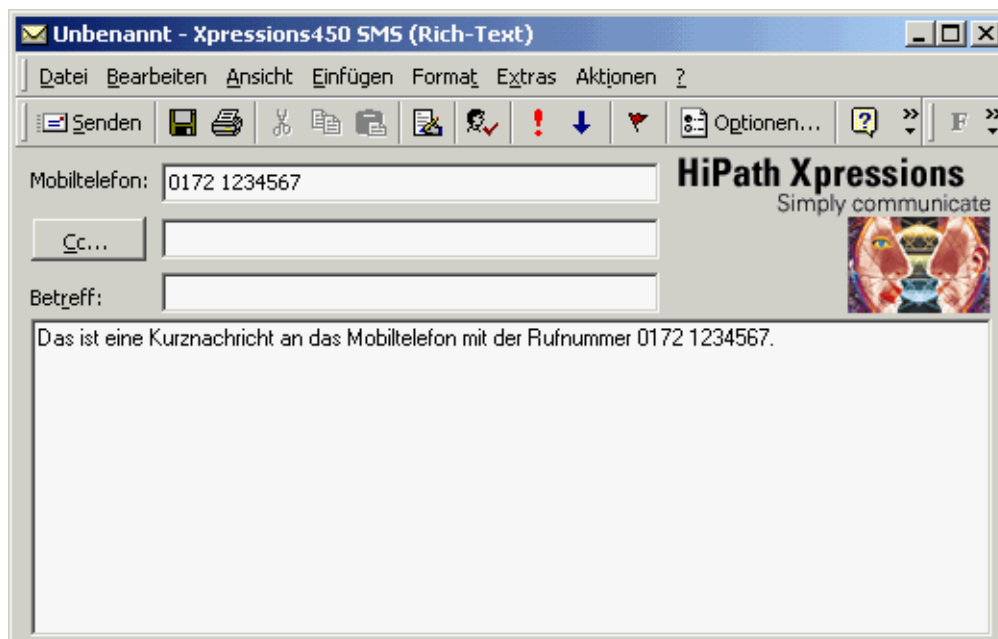 Unbenannt - Xpressions450 SMS (Rich-Text)
Datei Bearbeiten Ansicht Einfügen Format Extras Aktionen ?
Senden Optionen... F
Mobiltelefon: 0172 1234567
HiPath Xpressions
Simply communicate
Cc...
Betreff:
Das ist eine Kurznachricht an das Mobiltelefon mit der Rufnummer 0172 1234567.